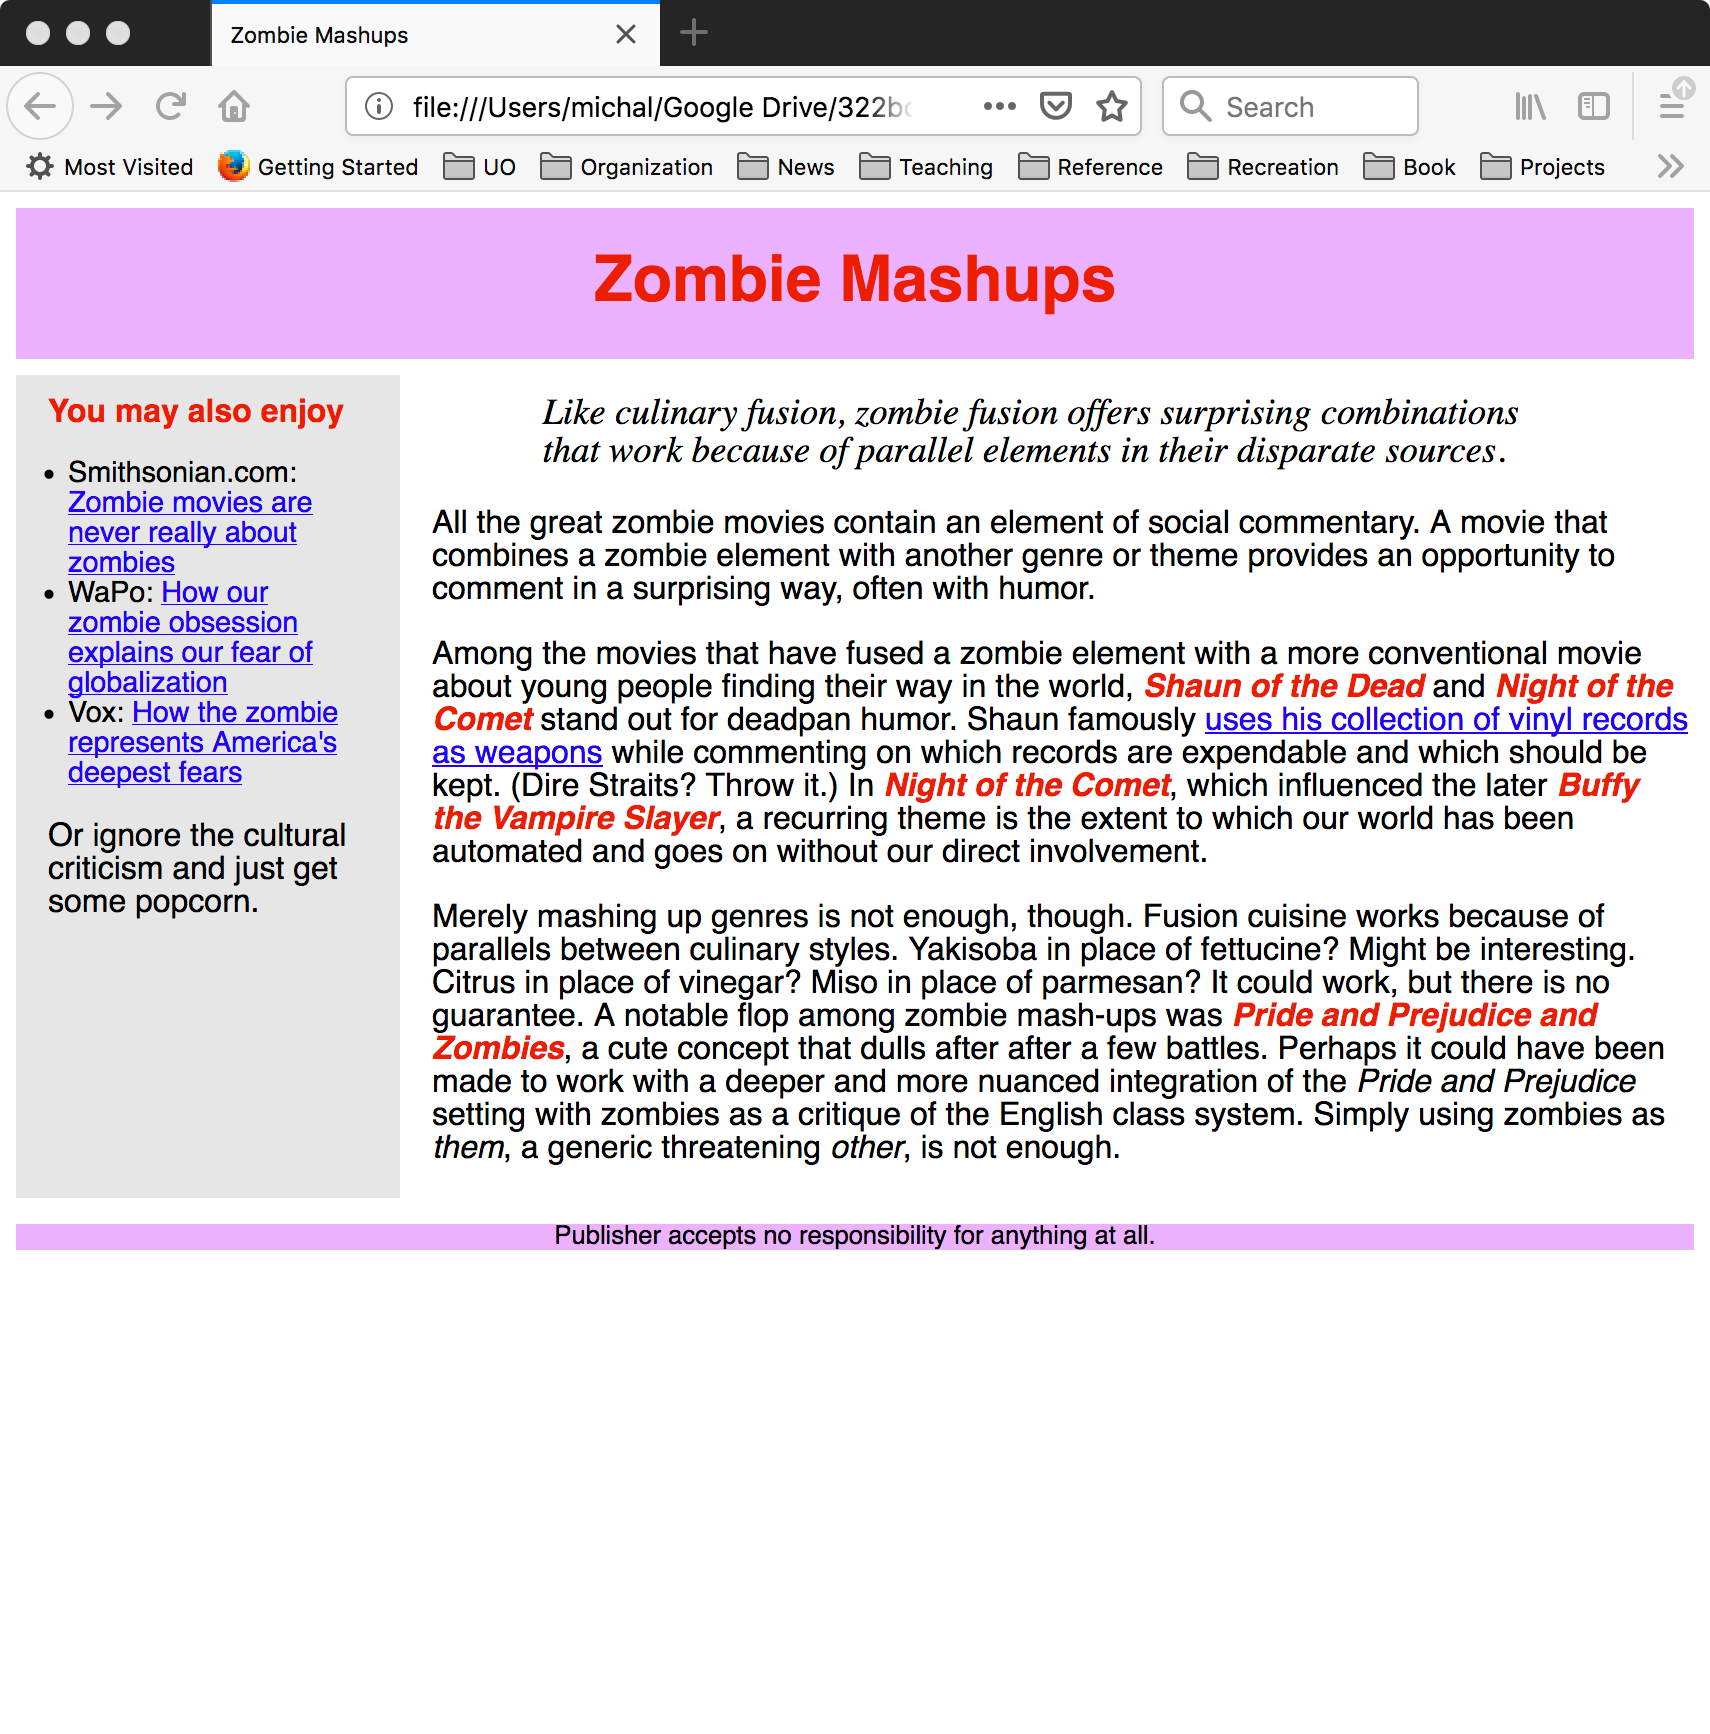 Zombie Mashups
file:///Users/michal/Google Drive/322bc
Search
Most Visited Getting Started UO Organization News Teaching Reference Recreation Book Projects
Zombie Mashups
You may also enjoy
• Smithsonian.com:
Zombie movies are
never really about
zombies
• WaPo: How our
zombie obsession
explains our fear of
globalization
• Vox: How the zombie
represents America's
deepest fears
Or ignore the cultural
criticism and just get
some popcorn.
Like culinary fusion, zombie fusion offers surprising combinations
that work because of parallel elements in their disparate sources.
All the great zombie movies contain an element of social commentary. A movie that
combines a zombie element with another genre or theme provides an opportunity to
comment in a surprising way, often with humor.
Among the movies that have fused a zombie element with a more conventional movie
about young people finding their way in the world, Shaun of the Dead and Night of the
Comet stand out for deadpan humor. Shaun famously uses his collection of vinyl records
as weapons while commenting on which records are expendable and which should be
kept. (Dire Straits? Throw it.) In Night of the Comet, which influenced the later Buffy
the Vampire Slayer, a recurring theme is the extent to which our world has been
automated and goes on without our direct involvement.
Merely mashing up genres is not enough, though. Fusion cuisine works because of
parallels between culinary styles. Yakisoba in place of fettucine? Might be interesting.
Citrus in place of vinegar? Miso in place of parmesan? It could work, but there is no
guarantee. A notable flop among zombie mash-ups was Pride and Prejudice and
Zombies, a cute concept that dulls after after a few battles. Perhaps it could have been
made to work with a deeper and more nuanced integration of the Pride and Prejudice
setting with zombies as a critique of the English class system. Simply using zombies as
them, a generic threatening other, is not enough.
Publisher accepts no responsibility for anything at all.